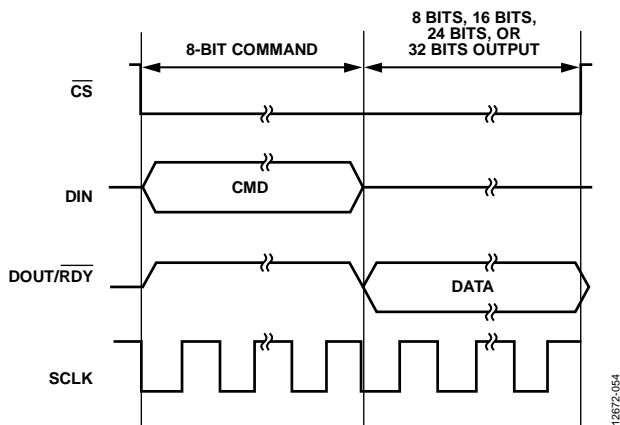 8-BIT COMMAND
8 BITS, 16 BITS,
24 BITS, OR
32 BITS OUTPUT
CS
DIN
CMD
DOUT/RDY
DATA
SCLK
12672-054